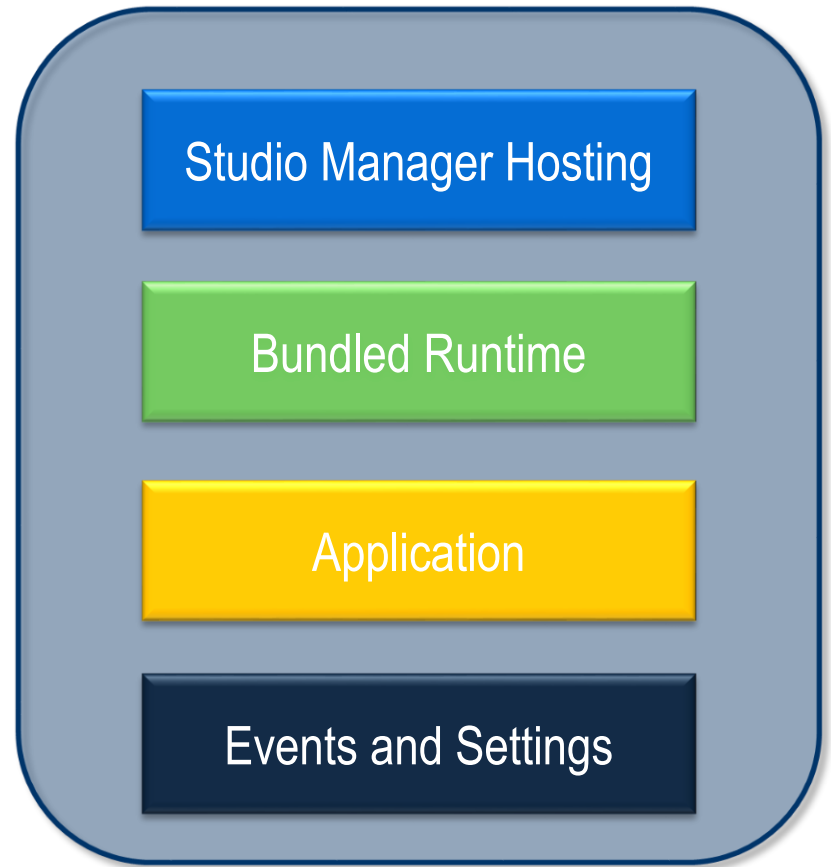 Studio Manager Hosting
Bundled Runtime
Application
Events and Settings